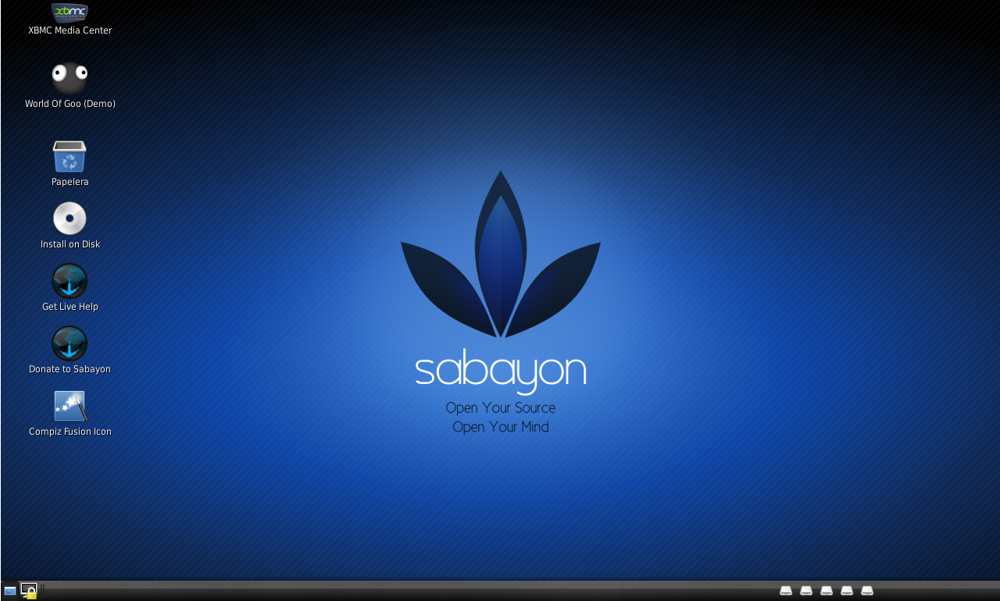 xbmc
XBMC Media Center
World Of Goo (Demo)
Papelera
Install on Disk
Get Live Help
Donate to Sabayon
Compiz Fusion Icon
sabayon
Open Your Source
Open Your Mind